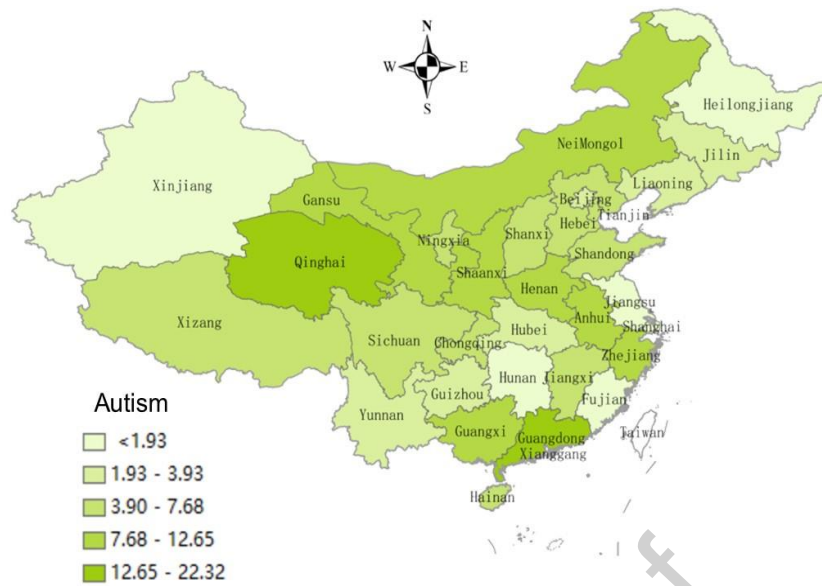 N
W E
S
Heilongjiang
NeiMongol
Jilin
Xinjiang
Liaoning
Gansu
Beijing
Tianjin
Hebei
Ningxia
Shanxi
Shandong
Qinghai
Shaanxi
Henan
Jiangsu
Anhui
Shanghai
Xizang
Sichuan
Hubei
Chongqing
Zhejiang
Hunan
Jiangxi
Guizhou
Fujian
Yunnan
Guangxi
Guangdong
Taiwan
Xianggang
Hainan
Autism
<1.93
1.93 - 3.93
3.90 - 7.68
7.68 - 12.65
12.65 - 22.32
f